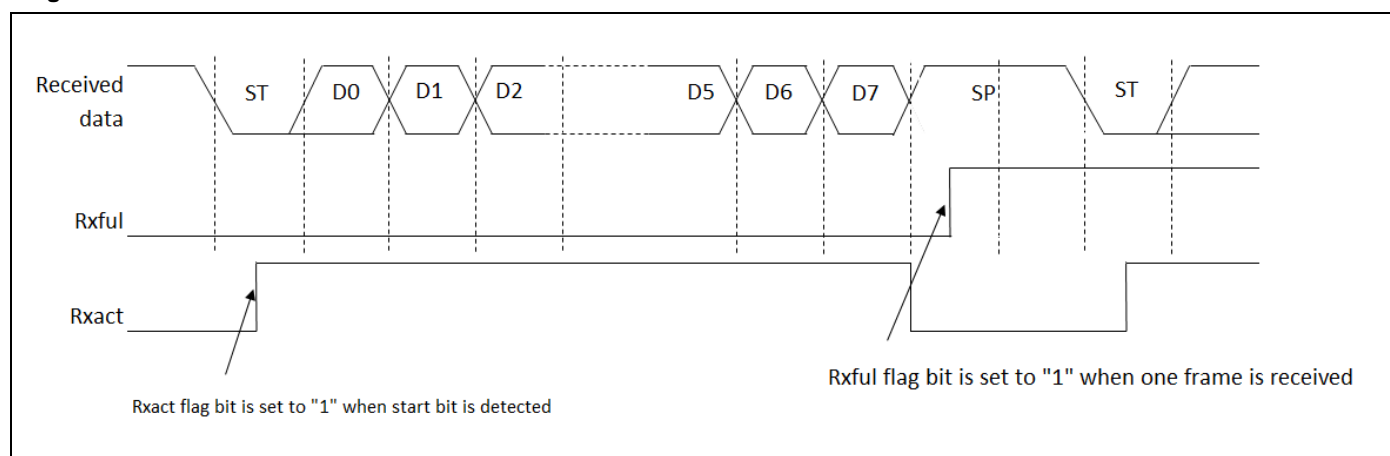 Received data
ST D0 D1 D2 D5 D6 D7 SP ST
Rxful
Rxact
Rxful flag bit is set to "1" when one frame is received
Rxact flag bit is set to "1" when start bit is detected